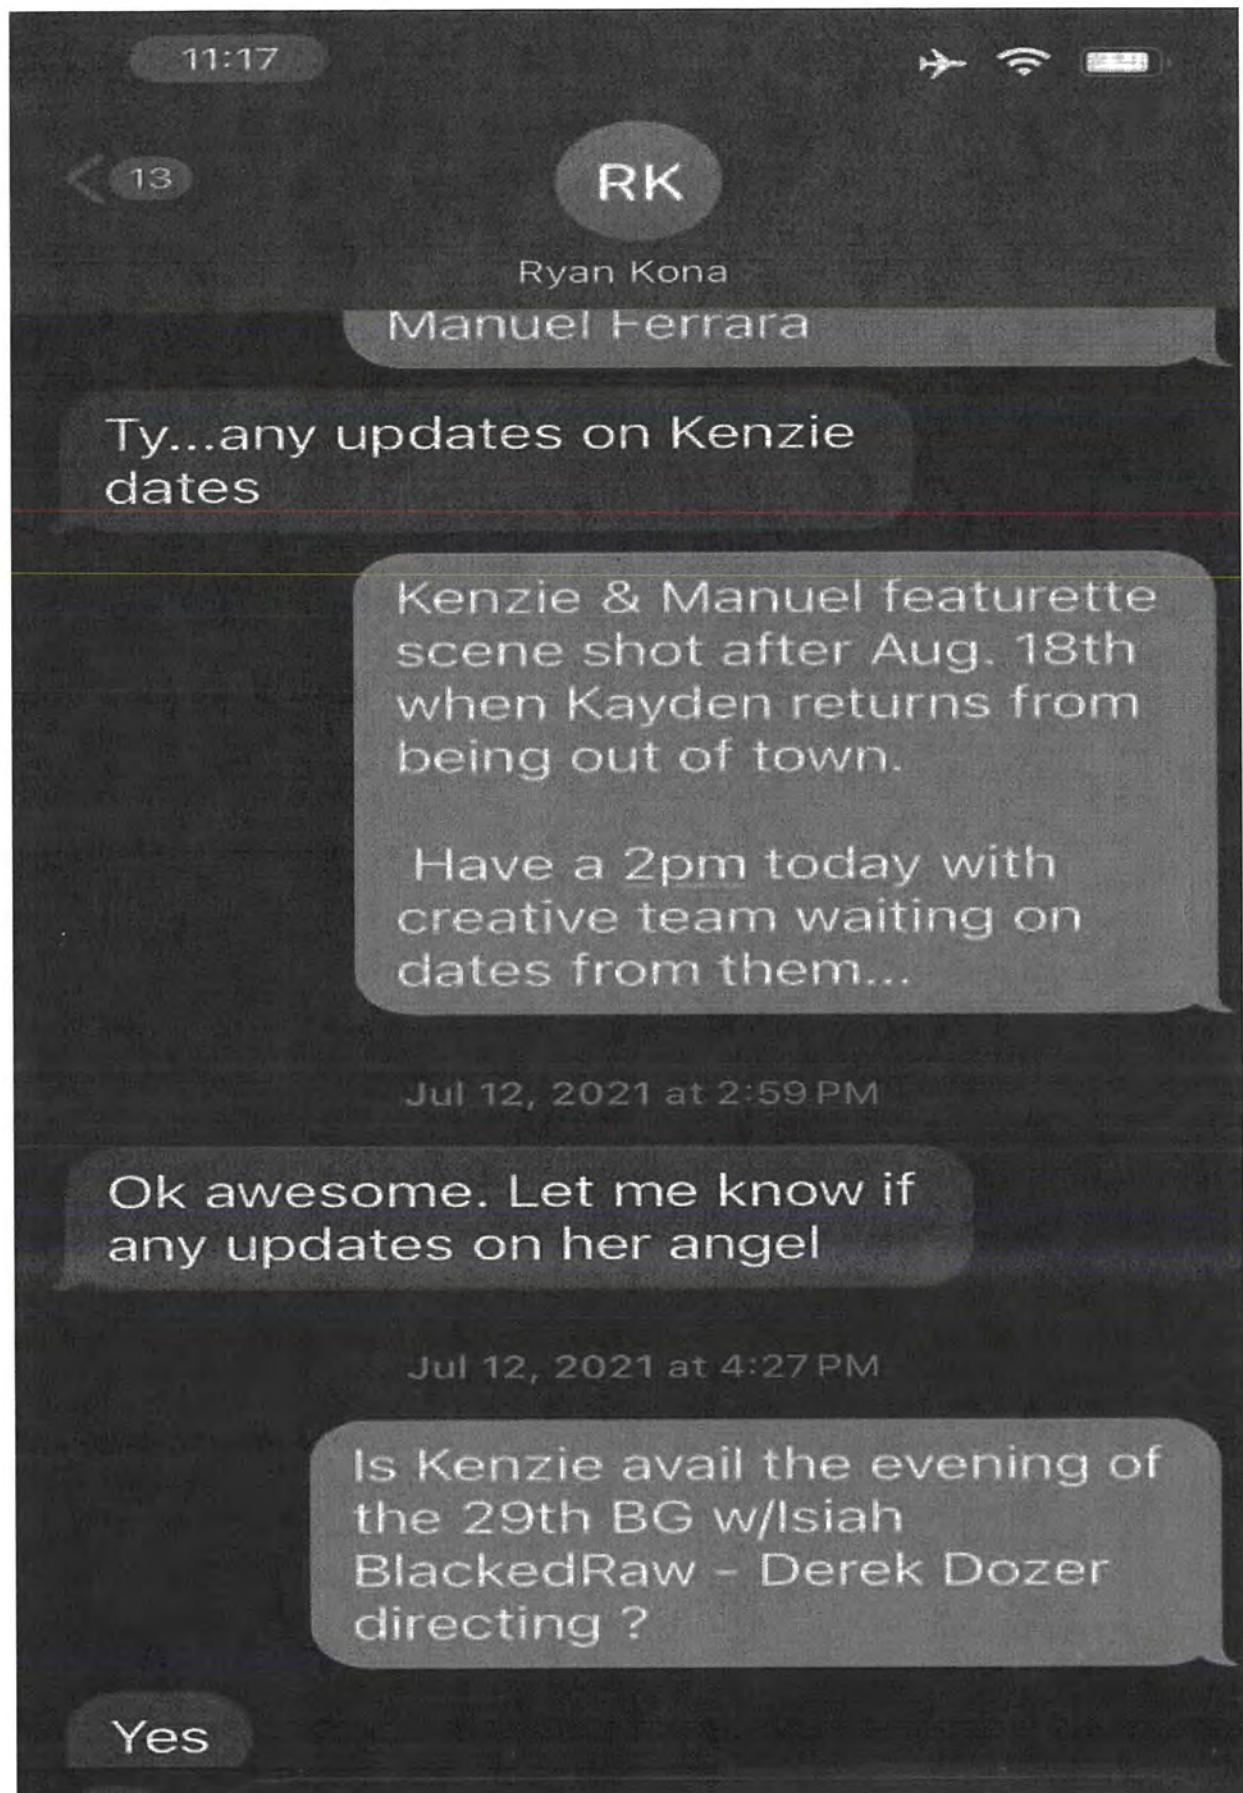 11:17
13
RK
Ryan Kona
Manuel Ferrara
Ty...any updates on Kenzie
dates
Kenzie & Manuel featurette
scene shot after Aug. 18th
when Kayden returns from
being out of town.
Have a 2pm today with
creative team waiting on
dates from them...
Jul 12, 2021 at 2:59 PM
Ok awesome. Let me know if
any updates on her angel
Jul 12, 2021 at 4:27 PM
Is Kenzie avail the evening of
the 29th BG w/Isiah
BlackedRaw – Derek Dozer
directing ?
Yes